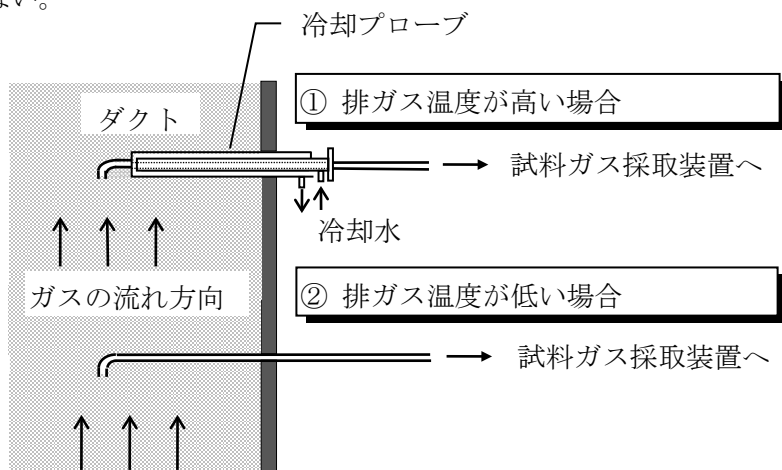 ない。
冷却プローブ
① 排ガス温度が高い場合
ダクト
試料ガス採取装置へ
冷却水
ガスの流れ方向
② 排ガス温度が低い場合
試料ガス採取装置へ